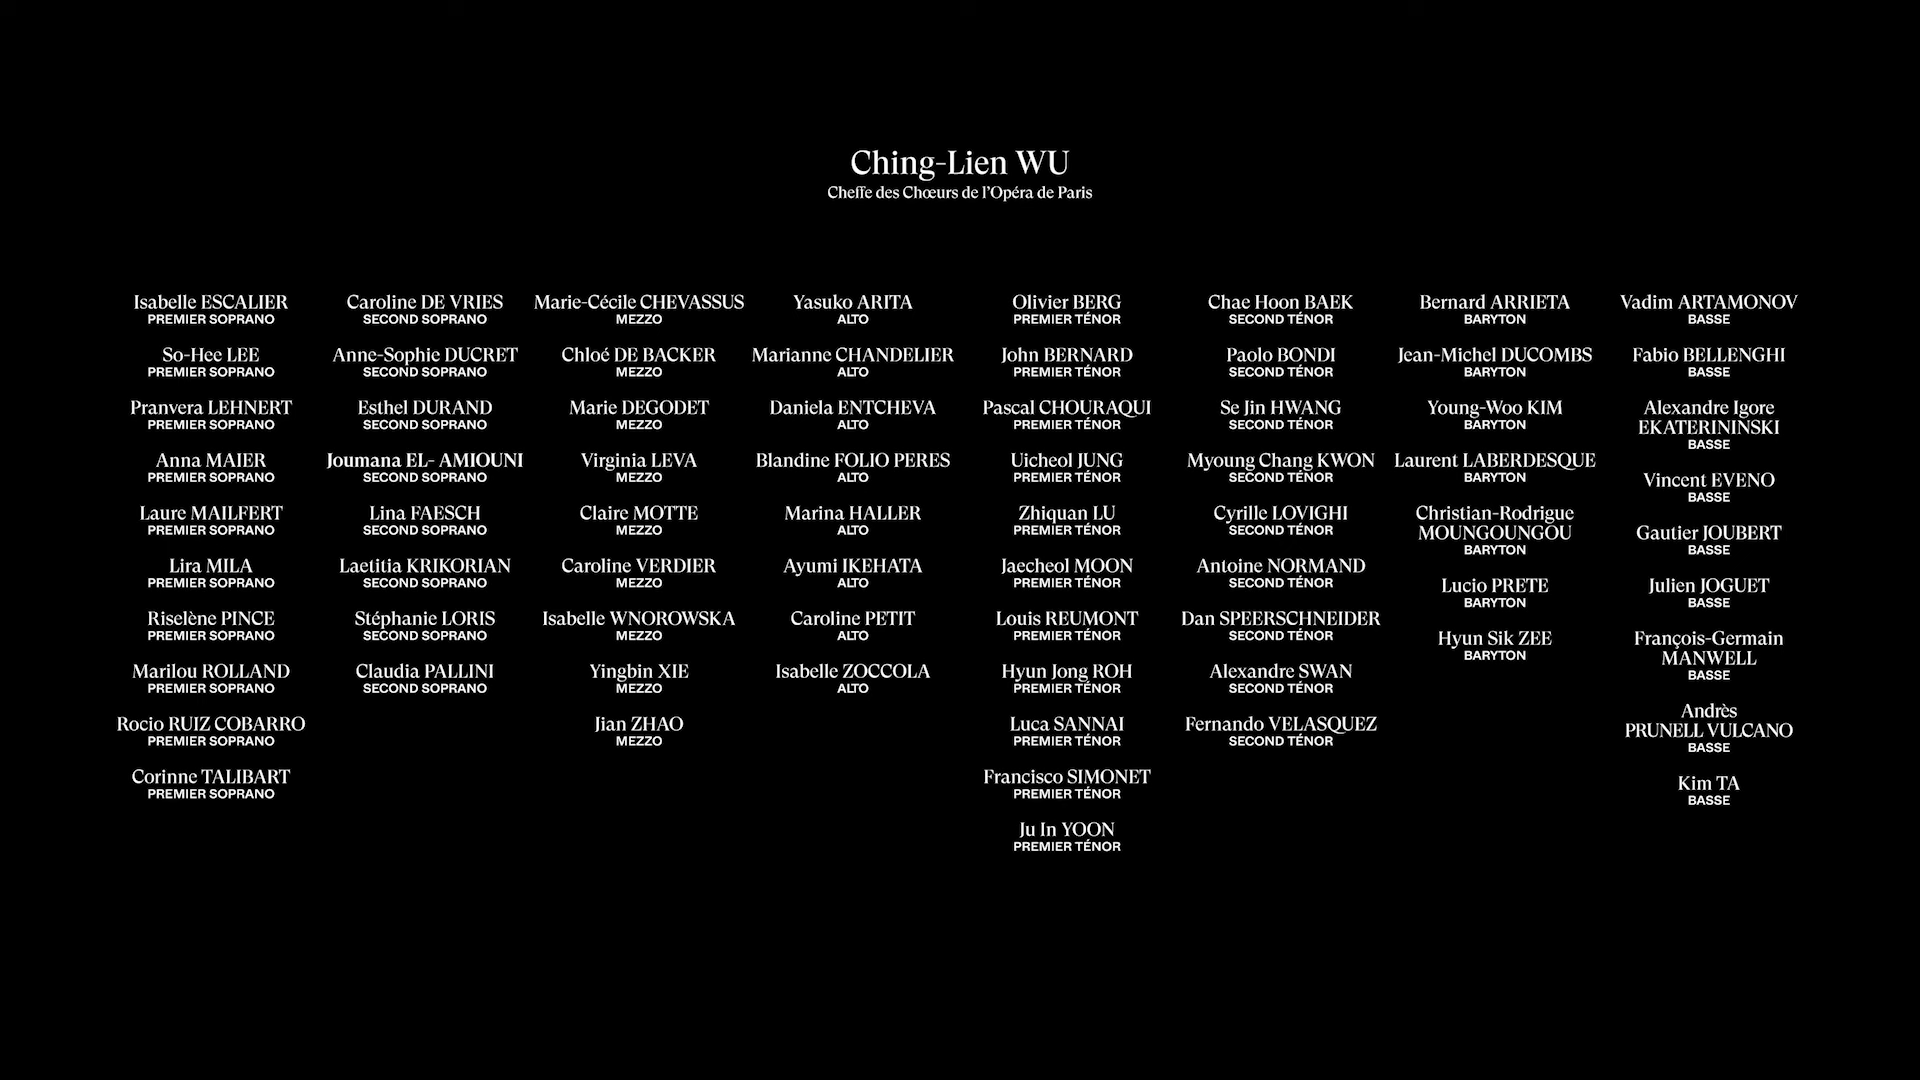 Ching-Lien WU
Cheffe des Chœurs de l'Opéra de Paris
Isabelle ESCALIER
PREMIER SOPRANO
So-Hee LEE
PREMIER SOPRANO
Pranvera LEHNERT
PREMIER SOPRANO
Anna MAIER
PREMIER SOPRANO
Laure MAILFERT
PREMIER SOPRANO
Lira MILA
PREMIER SOPRANO
Riselène PINCE
PREMIER SOPRANO
Marilou ROLLAND
PREMIER SOPRANO
Rocio RUIZ COBARRO
PREMIER SOPRANO
Corinne TALIBART
PREMIER SOPRANO
Caroline DE VRIES
SECOND SOPRANO
Anne-Sophie DUCRET
SECOND SOPRANO
Esthel DURAND
SECOND SOPRANO
Joumana EL- AMIOUNI
SECOND SOPRANO
Lina FAESCH
SECOND SOPRANO
Laetitia KRIKORIAN
SECOND SOPRANO
Stéphanie LORIS
SECOND SOPRANO
Claudia PALLINI
SECOND SOPRANO
Marie-Cécile CHEVASSUS
MEZZO
Chloé DE BACKER
MEZZO
Marie DEGODET
MEZZO
Virginia LEVA
MEZZO
Claire MOTTE
MEZZO
Caroline VERDIER
MEZZO
Isabelle WNOROWSKA
MEZZO
Yingbin XIE
MEZZO
Jian ZHAO
MEZZO
Yasuko ARITA
ALTO
Marianne CHANDELIER
ALTO
Daniela ENTCHEVA
ALTO
Blandine FOLIO PERES
ALTO
Marina HALLER
ALTO
Ayumi IKEHATA
ALTO
Caroline PETIT
ALTO
Isabelle ZOCCOLA
ALTO
Olivier BERG
PREMIER TÉNOR
John BERNARD
PREMIER TÉNOR
Pascal CHOURAQUI
PREMIER TÉNOR
Uicheol JUNG
PREMIER TÉNOR
Zhiquan LU
PREMIER TÉNOR
Jaecheol MOON
PREMIER TÉNOR
Louis REUMONT
PREMIER TÉNOR
Hyun Jong ROH
PREMIER TÉNOR
Luca SANNAI
PREMIER TÉNOR
Francisco SIMONET
PREMIER TÉNOR
Ju In YOON
PREMIER TÉNOR
Chae Hoon BAEK
SECOND TÉNOR
Paolo BONDI
SECOND TÉNOR
Se Jin HWANG
SECOND TÉNOR
Myoung Chang KWON
SECOND TÉNOR
Cyrille LOVIGHI
SECOND TÉNOR
Antoine NORMAND
SECOND TÉNOR
Dan SPEERSCHNEIDER
SECOND TÉNOR
Alexandre SWAN
SECOND TÉNOR
Fernando VELASQUEZ
SECOND TÉNOR
Bernard ARRIETA
BARYTON
Jean-Michel DUCOMBS
BARYTON
Young-Woo KIM
BARYTON
Laurent LABERDESQUE
BARYTON
Christian-Rodrigue
MOUNGOUNGOU
BARYTON
Lucio PRETE
BARYTON
Hyun Sik ZEE
BARYTON
Vadim ARTAMONOV
BASSE
Fabio BELLENGHI
BASSE
Alexandre Igore
EKATERININSKI
BASSE
Vincent EVENO
BASSE
Gautier JOUBERT
BASSE
Julien JOGUET
BASSE
François-Germain
MANWELL
BASSE
Andrès
PRUNELL VULCANO
BASSE
Kim TA
BASSE